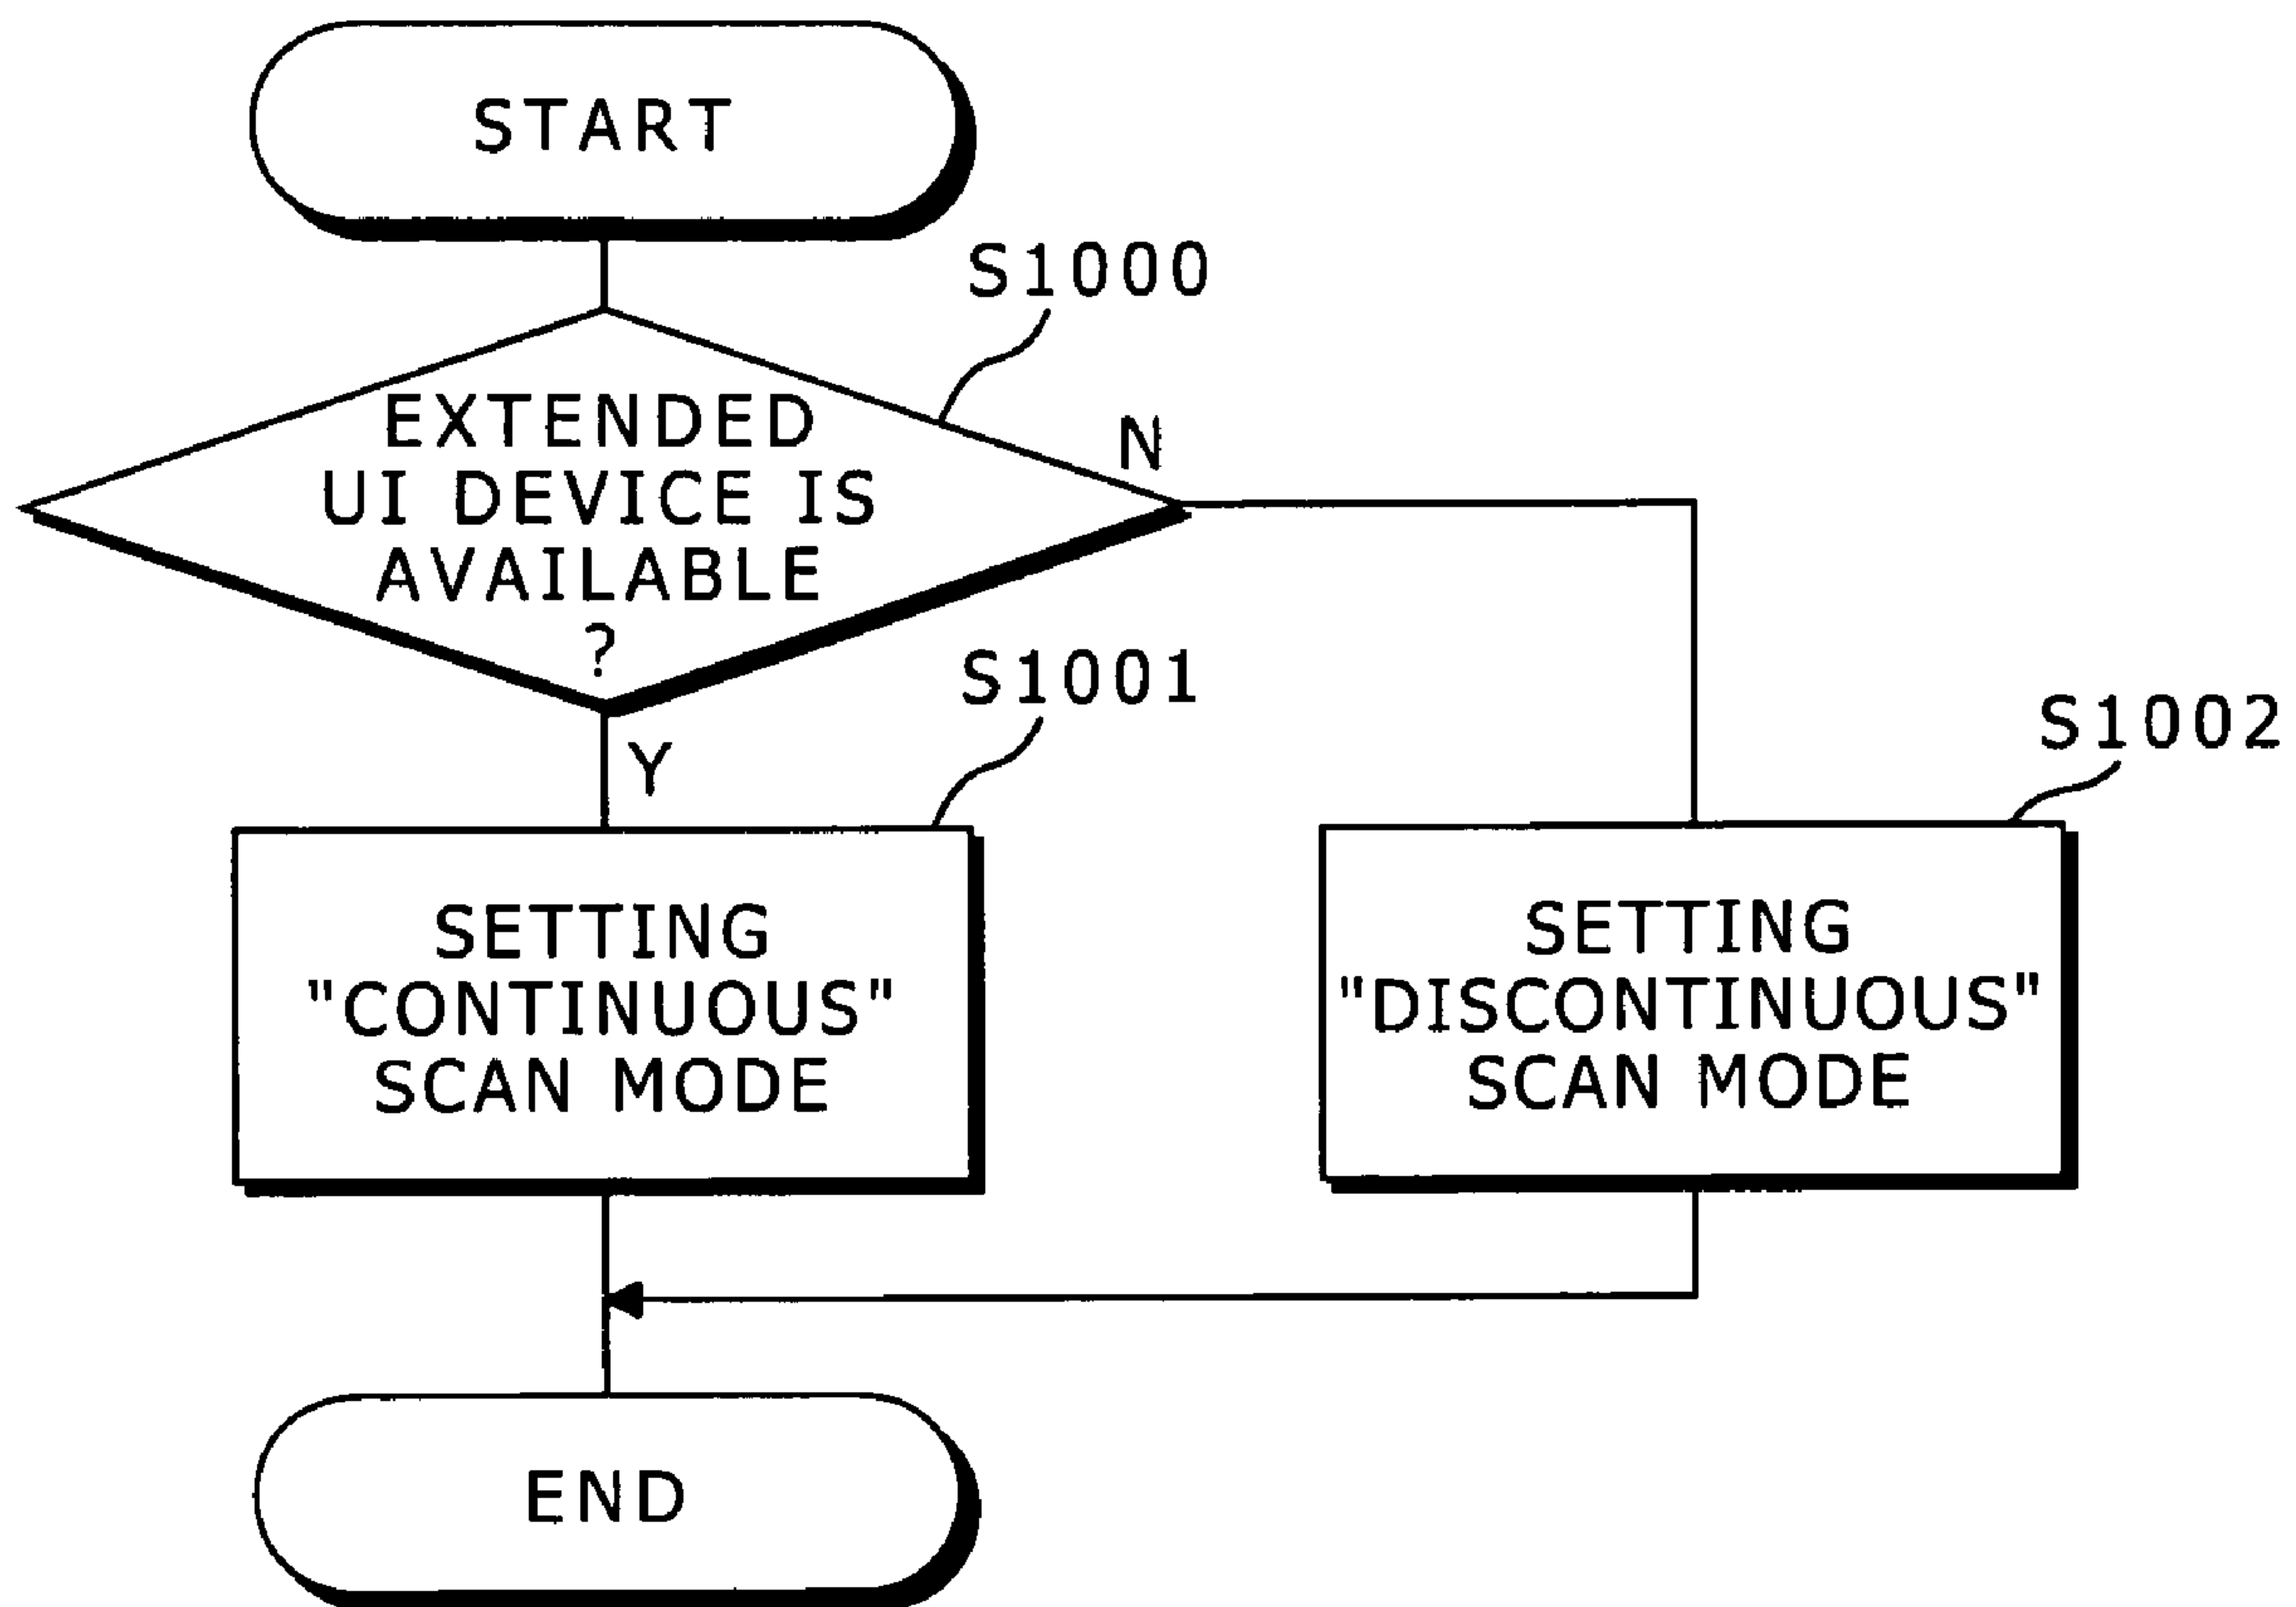 START
S1000
EXTENDED
UI DEVICE IS
AVAILABLE
?
N
Y
S1001
SETTING
"CONTINUOUS"
SCAN MODE
S1002
SETTING
"DISCONTINUOUS"
SCAN MODE
END